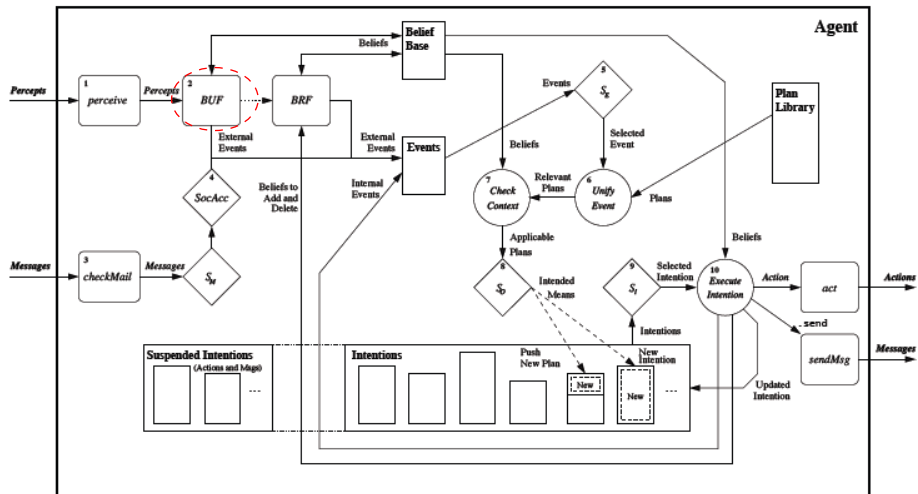 Agent
Belief
Base
Beliefs
Percepts
1
perceive
Percepts
2
BUF
BRF
Events
5
S_E
Plan
Library
External
Events
External
Events
Events
Selected
Event
4
SocAcc
Beliefs to
Add and
Delete
Internal
Events
Beliefs
7
Check
Context
Relevant
Plans
6
Unify
Event
Plans
Messages
3
checkMail
Messages
S_M
Applicable
Plans
8
S_O
Intended
Means
9
S_I
Selected
Intention
Beliefs
10
Execute
Intention
Action
act
Actions
.send
sendMsg
Messages
Intentions
Suspended Intentions
(Actions and Msgs)
...
Intentions
Push
New Plan
New
New
Intention
New
...
Updated
Intention